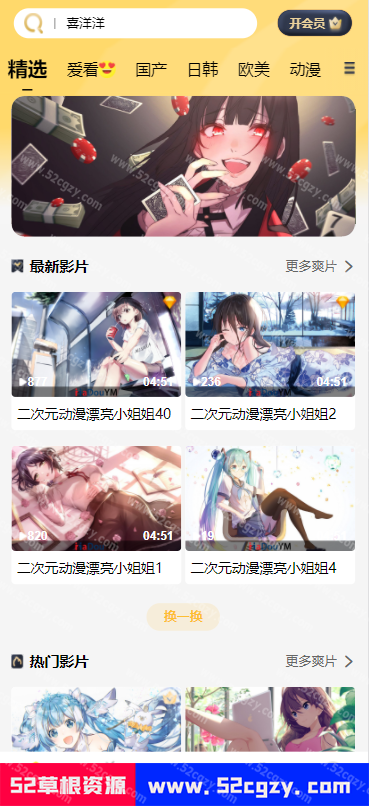 喜洋洋
开会员
精选 爱看😍 国产 日韩 欧美 动漫
最新影片 更多爽片
877 04:51
236 04:51
二次元动漫漂亮小姐姐40
二次元动漫漂亮小姐姐2
820 04:51
二次元动漫漂亮小姐姐1
二次元动漫漂亮小姐姐4
换一换
热门影片 更多爽片
52草根资源 www.52cgzy.com